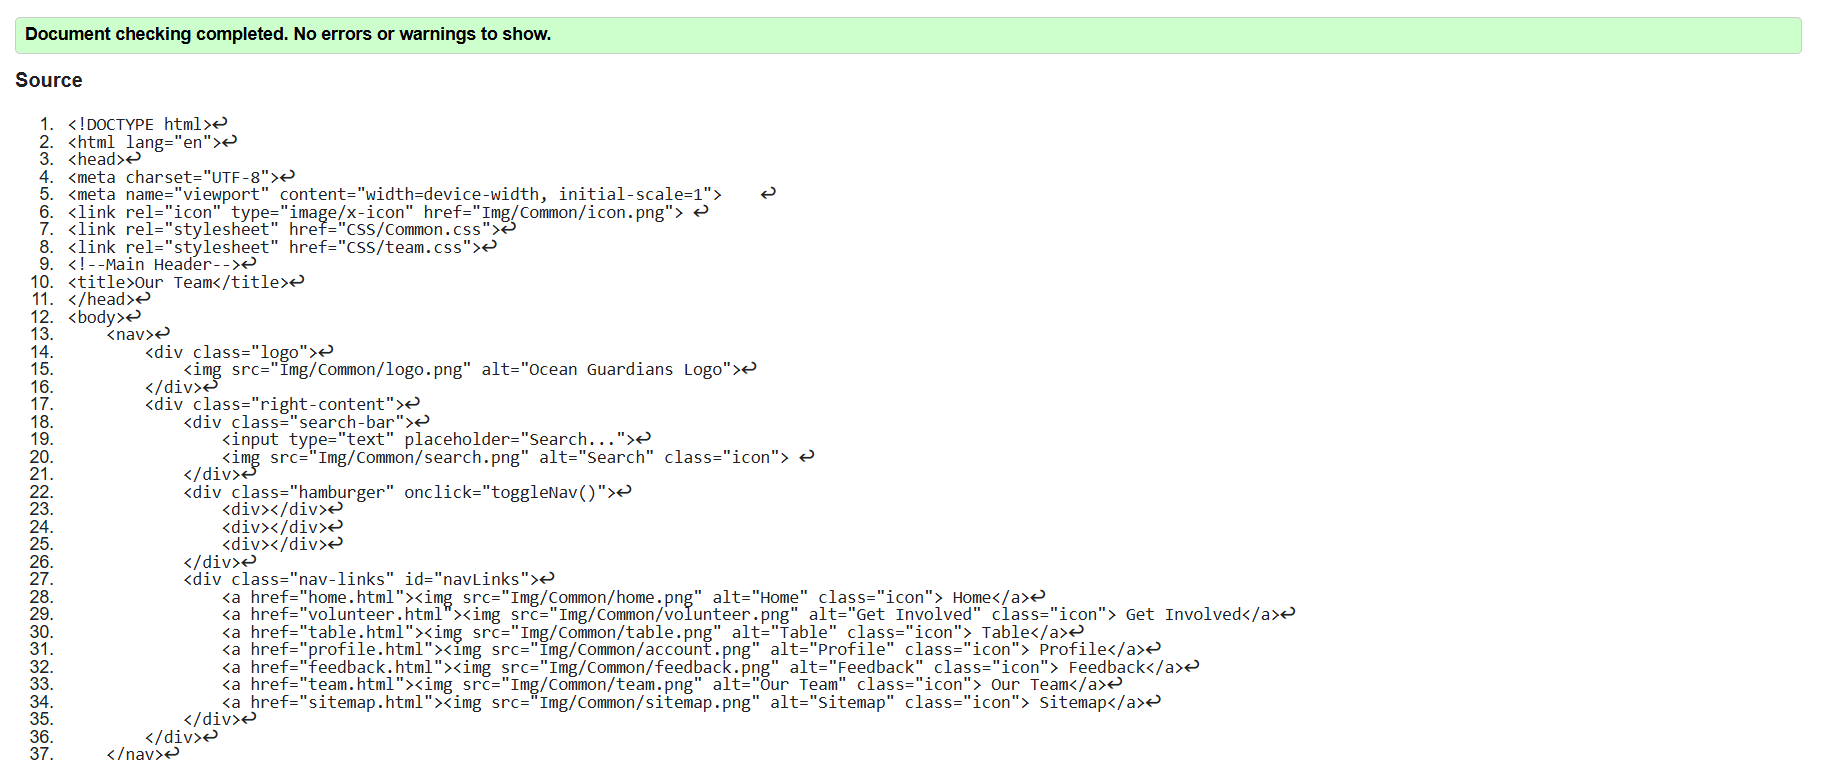 Document checking completed. No errors or warnings to show.
Source
1. <!DOCTYPE html>↩
2. <html lang="en">↩
3. <head>↩
4. <meta charset="UTF-8">↩
5. <meta name="viewport" content="width=device-width, initial-scale=1">    ↩
6. <link rel="icon" type="image/x-icon" href="Img/Common/icon.png"> ↩
7. <link rel="stylesheet" href="CSS/Common.css">↩
8. <link rel="stylesheet" href="CSS/team.css">↩
9. <!--Main Header-->↩
10. <title>Our Team</title>↩
11. </head>↩
12. <body>↩
13.     <nav>↩
14.         <div class="logo">↩
15.             <img src="Img/Common/logo.png" alt="Ocean Guardians Logo">↩
16.         </div>↩
17.         <div class="right-content">↩
18.             <div class="search-bar">↩
19.                 <input type="text" placeholder="Search...">↩
20.                 <img src="Img/Common/search.png" alt="Search" class="icon"> ↩
21.             </div>↩
22.             <div class="hamburger" onclick="toggleNav()">↩
23.                 <div></div>↩
24.                 <div></div>↩
25.                 <div></div>↩
26.             </div>↩
27.             <div class="nav-links" id="navLinks">↩
28.                 <a href="home.html"><img src="Img/Common/home.png" alt="Home" class="icon"> Home</a>↩
29.                 <a href="volunteer.html"><img src="Img/Common/volunteer.png" alt="Get Involved" class="icon"> Get Involved</a>↩
30.                 <a href="table.html"><img src="Img/Common/table.png" alt="Table" class="icon"> Table</a>↩
31.                 <a href="profile.html"><img src="Img/Common/account.png" alt="Profile" class="icon"> Profile</a>↩
32.                 <a href="feedback.html"><img src="Img/Common/feedback.png" alt="Feedback" class="icon"> Feedback</a>↩
33.                 <a href="team.html"><img src="Img/Common/team.png" alt="Our Team" class="icon"> Our Team</a>↩
34.                 <a href="sitemap.html"><img src="Img/Common/sitemap.png" alt="Sitemap" class="icon"> Sitemap</a>↩
35.             </div>↩
36.         </div>↩
37.     </nav>↩